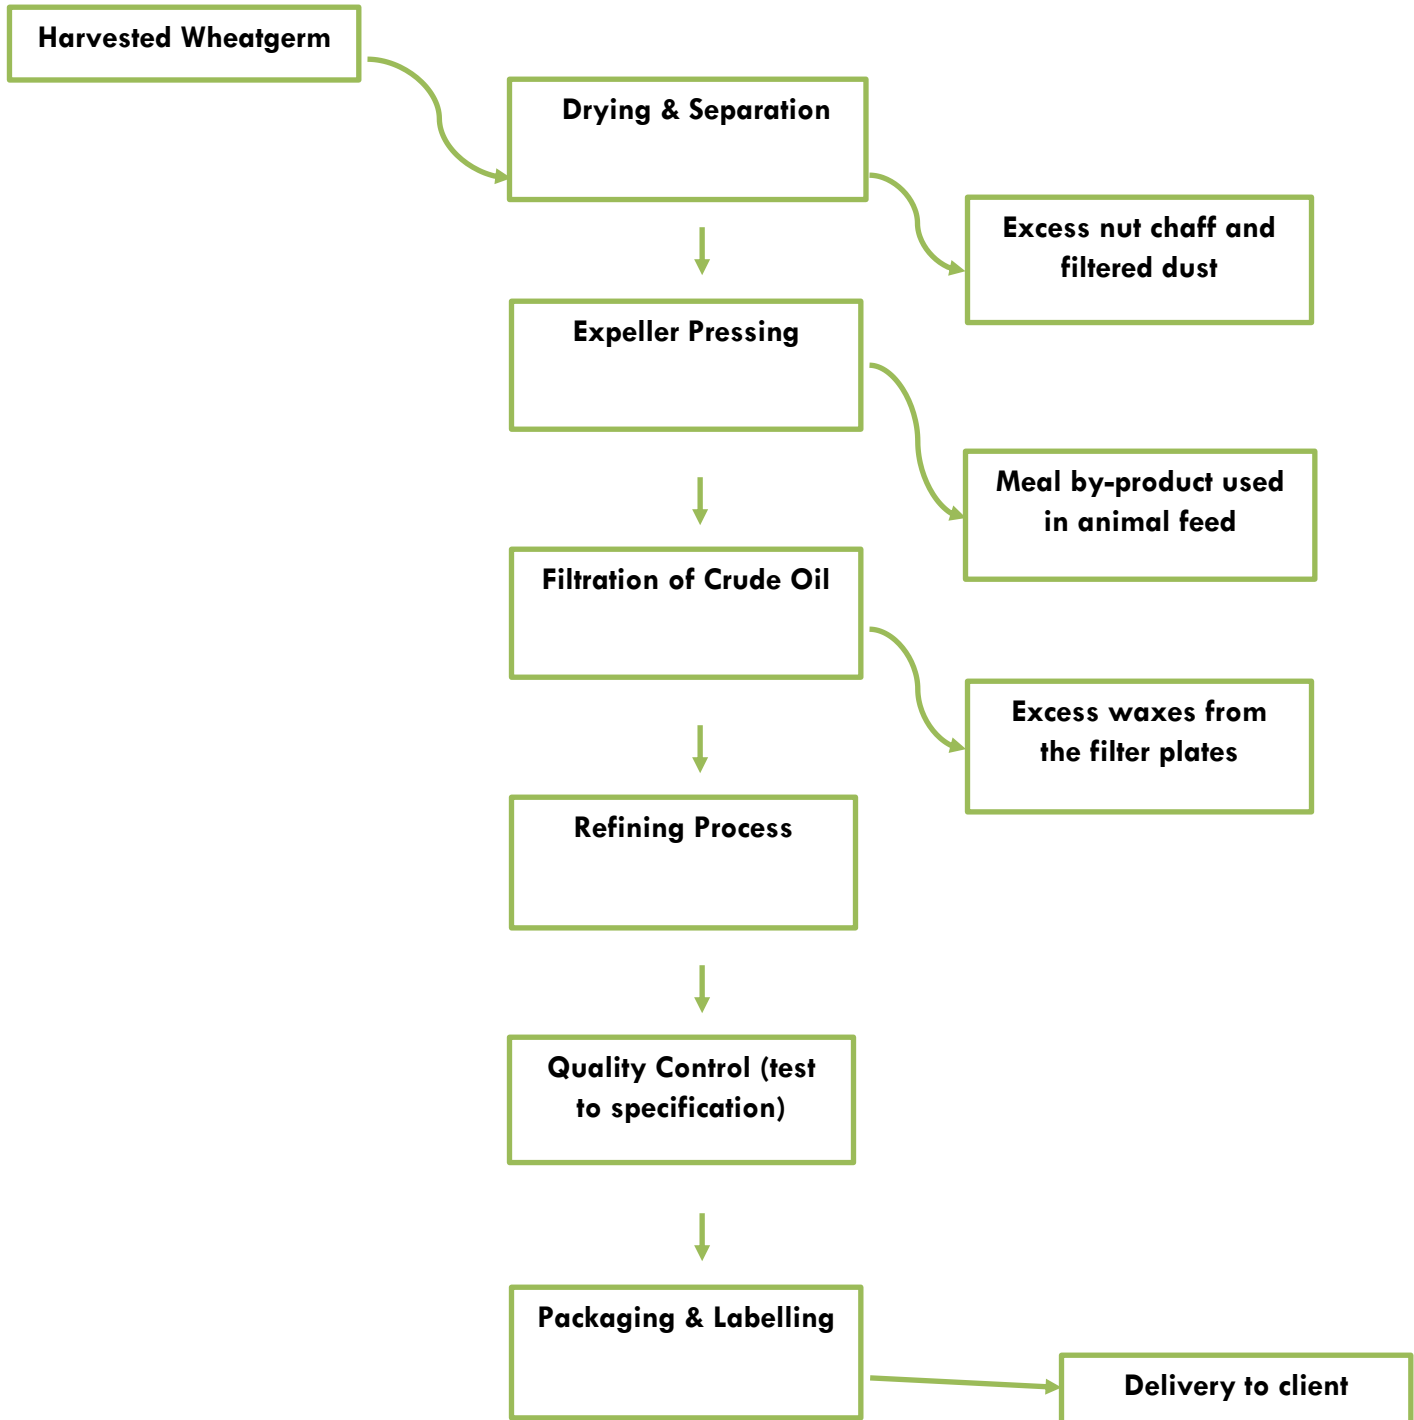 Harvested Wheatgerm
Drying & Separation
Excess nut chaff and
filtered dust
Expeller Pressing
Meal by-product used
in animal feed
Filtration of Crude Oil
Excess waxes from
the filter plates
Refining Process
Quality Control (test
to specification)
Packaging & Labelling
Delivery to client